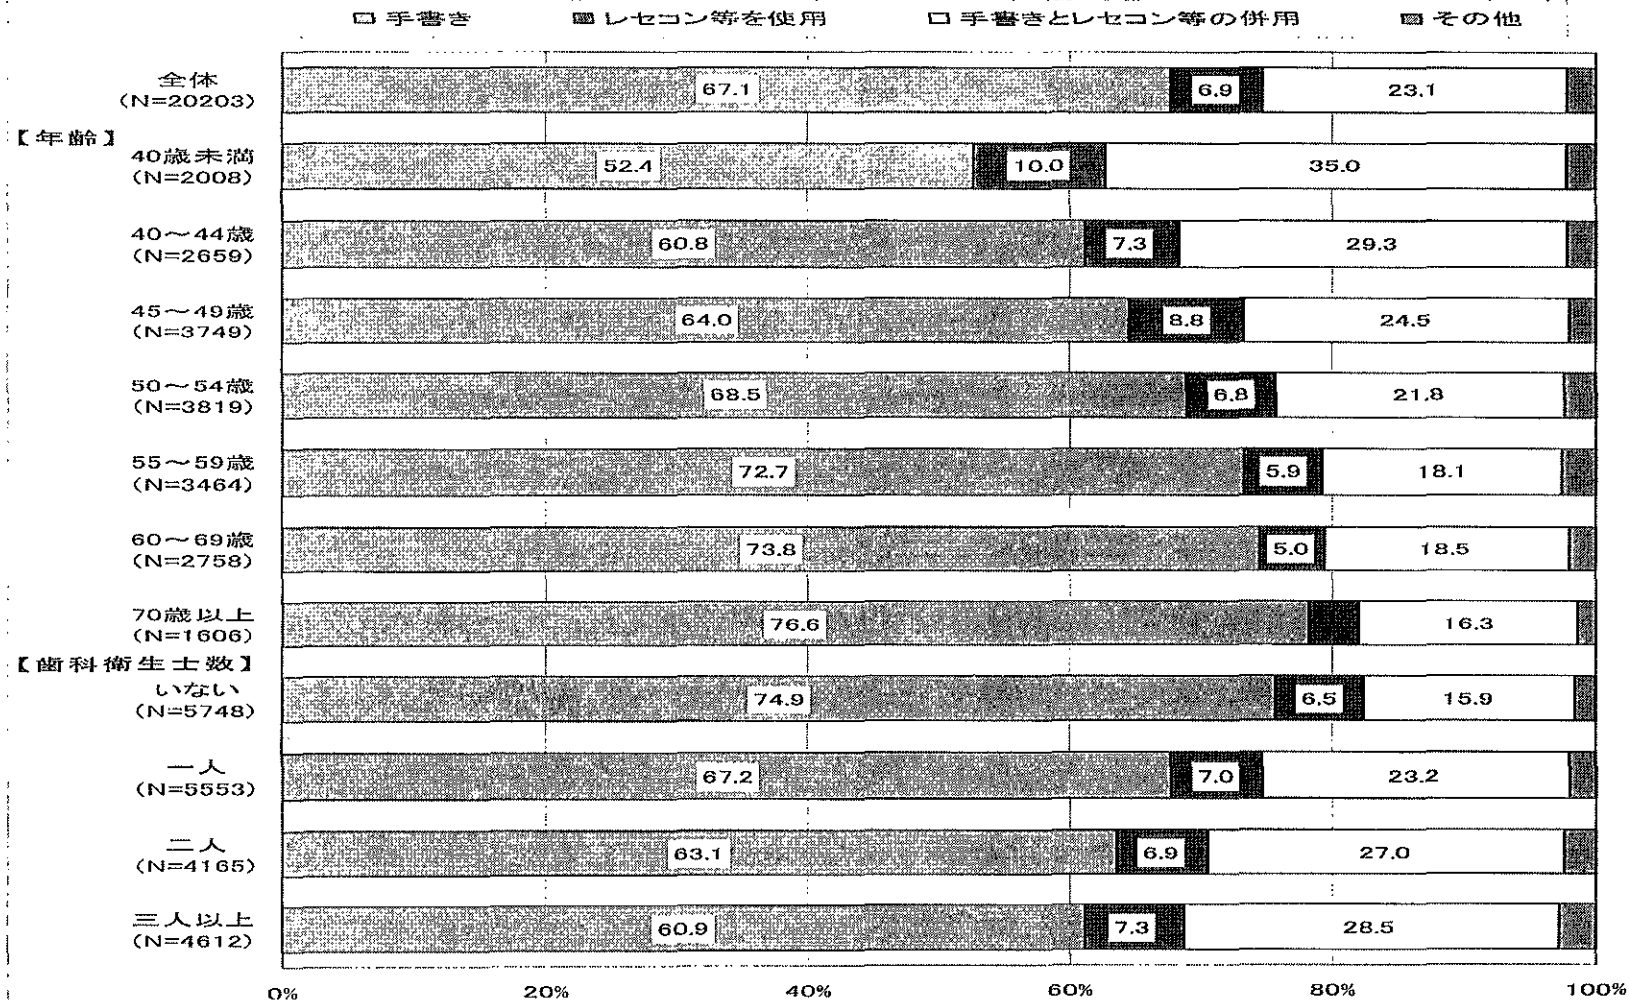 □ 手書き ■ レセコン等を使用 □ 手書きとレセコン等の併用 ■ その他
全体
(N=20203)
67.1 6.9 23.1
【年齢】
40歳未満
(N=2008)
52.4 10.0 35.0
40～44歳
(N=2659)
60.8 7.3 29.3
45～49歳
(N=3749)
64.0 8.8 24.5
50～54歳
(N=3819)
68.5 6.8 21.8
55～59歳
(N=3464)
72.7 5.9 18.1
60～69歳
(N=2758)
73.8 5.0 18.5
70歳以上
(N=1606)
76.6 16.3
【歯科衛生士数】
いない
(N=5748)
74.9 6.5 15.9
一人
(N=5553)
67.2 7.0 23.2
二人
(N=4165)
63.1 6.9 27.0
三人以上
(N=4612)
60.9 7.3 28.5
0% 20% 40% 60% 80% 100%